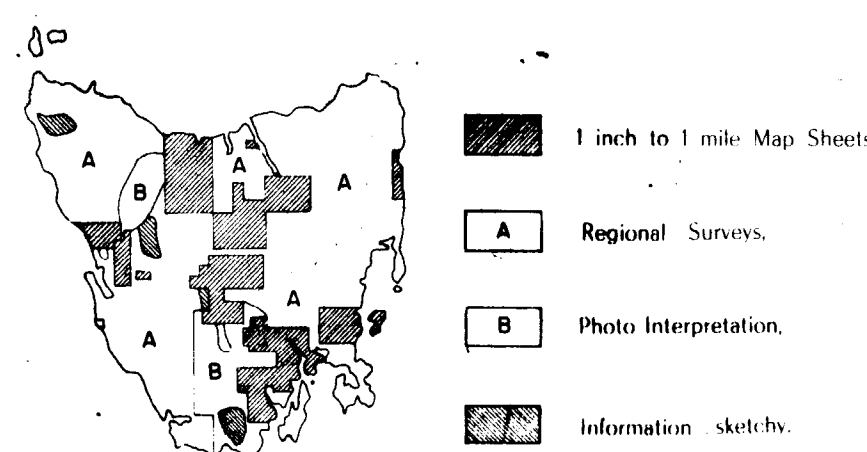 A
B
A
A
A
A
B
1 inch to 1 mile Map Sheets
A Regional Surveys,
B Photo Interpretation,
Information sketchy.